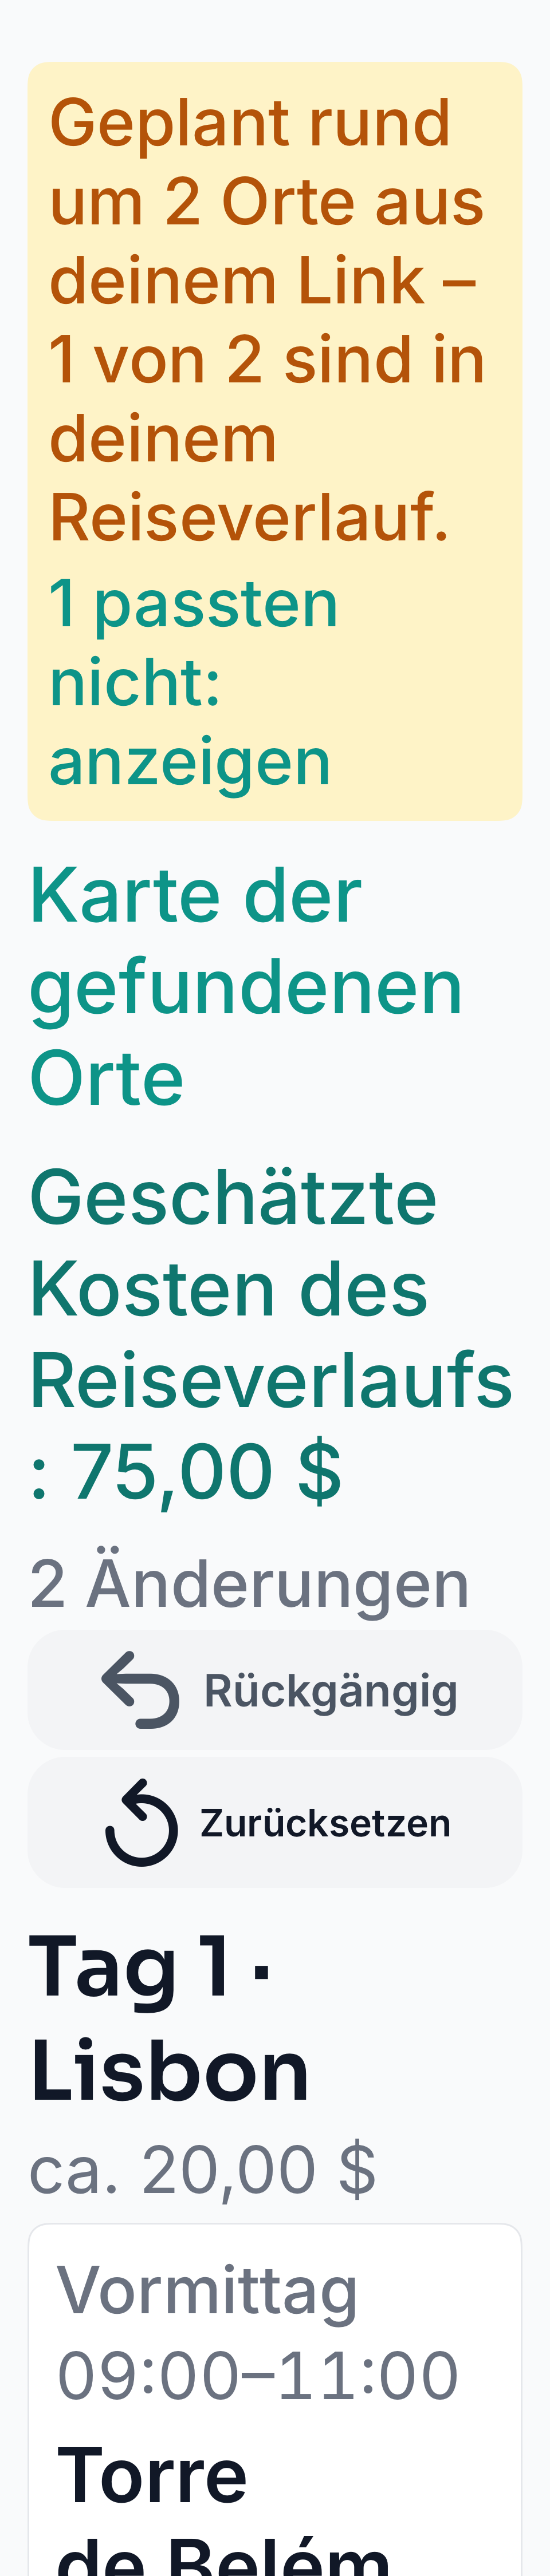 Geplant rund
um 2 Orte aus
deinem Link –
1 von 2 sind in
deinem
Reiseverlauf.
1 passten
nicht:
anzeigen
Karte der
gefundenen
Orte
Geschätzte
Kosten des
Reiseverlaufs
: 75,00 $
2 Änderungen
Rückgängig
Zurücksetzen
Tag 1 ·
Lisbon
ca. 20,00 $
Vormittag
09:00–11:00
Torre
de Belém